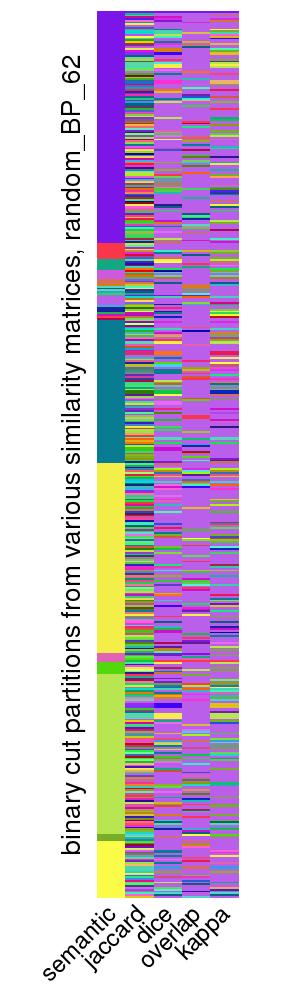 binary cut partitions from various similarity matrices, random_BP_62
semantic
jaccard
dice
overlap
kappa